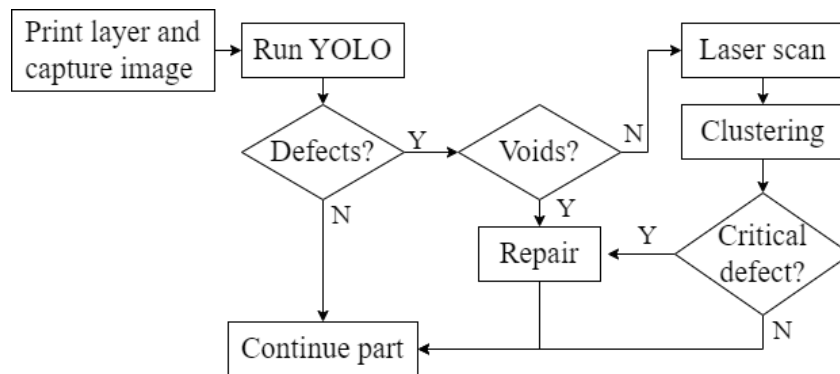 Print layer and
capture image
Run YOLO
Laser scan
Defects?
Y
Voids?
N
Clustering
N
Y
Repair
Y
Critical
defect?
N
Continue part